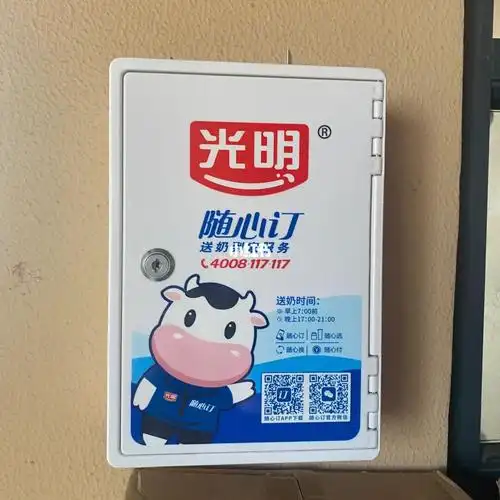 光明®
随心订
送奶到家服务
4008-117-117
送奶时间:
早上7:00前
晚上17:00-21:00
随心订 随心选
随心换 随心付
光明 随心订
随心订APP下载 随心订官方微信